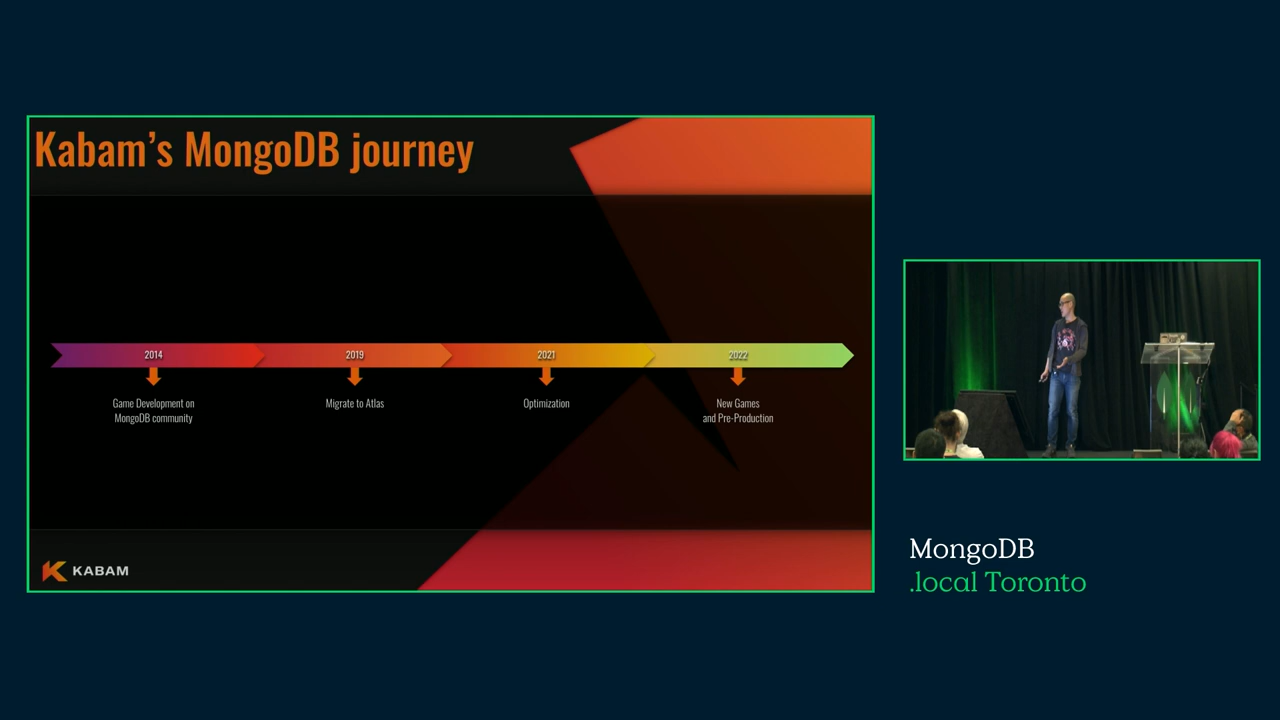 Kabam's MongoDB journey
2014
2019
2021
2022
Game Development on
MongoDB community
Migrate to Atlas
Optimization
New Games
and Pre-Production
KABAM
MongoDB
.local Toronto